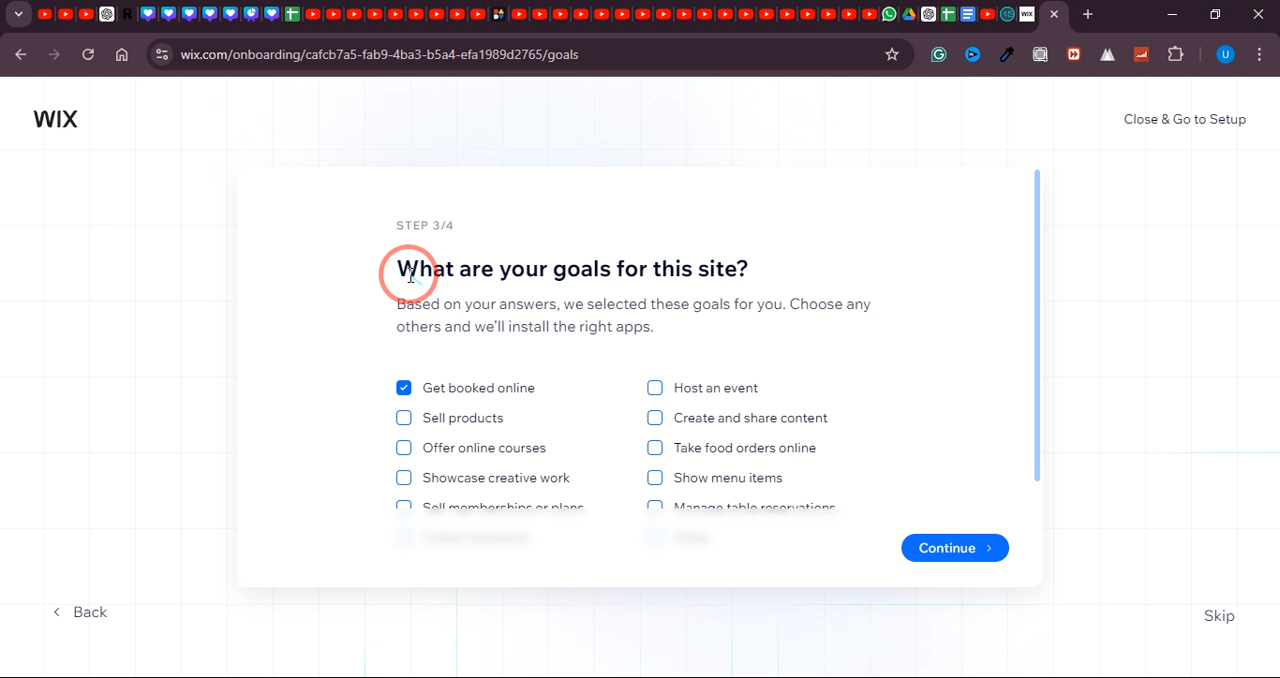 wix.com/onboarding/cafcb7a5-fab9-4ba3-b5a4-efa1989d2765/goals
U
WIX
Close & Go to Setup
STEP 3/4
What are your goals for this site?
Based on your answers, we selected these goals for you. Choose any
others and we'll install the right apps.
Get booked online
Host an event
Sell products
Create and share content
Offer online courses
Take food orders online
Showcase creative work
Show menu items
Sell memberships or plans
Manage table reservations
Other
Continue
Back
Skip